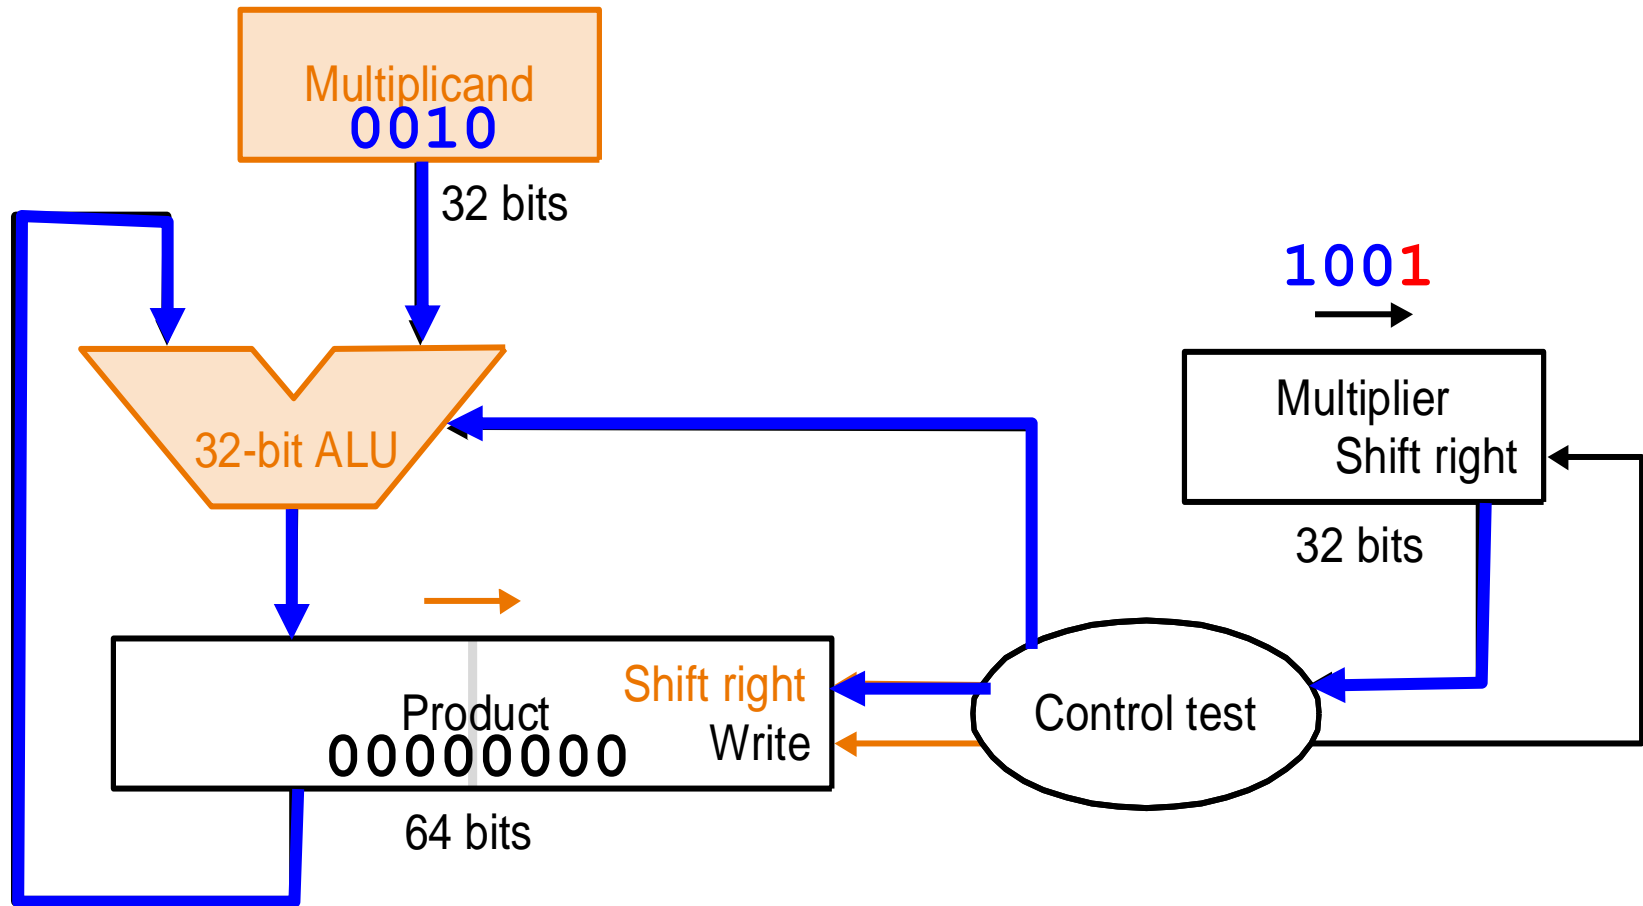 Multiplicand
0010
32 bits
1001
Multiplier
Shift right
32-bit ALU
32 bits
Shift right
Product
Write
Control test
00000000
64 bits